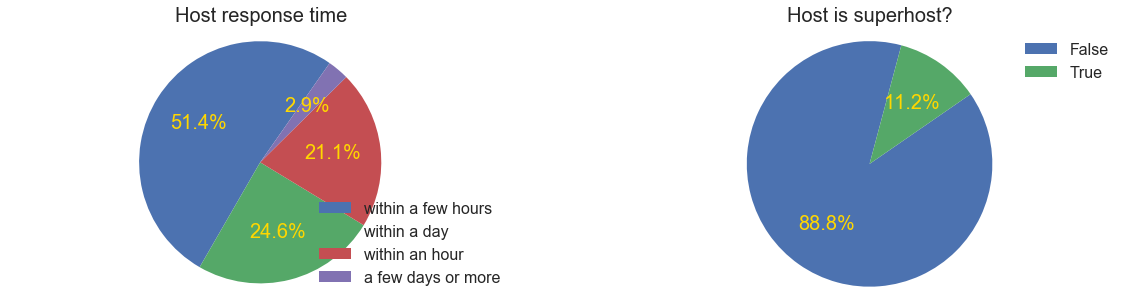 Host response time
51.4%
2.9%
21.1%
24.6%
within a few hours
within a day
within an hour
a few days or more
Host is superhost?
False
True
11.2%
88.8%